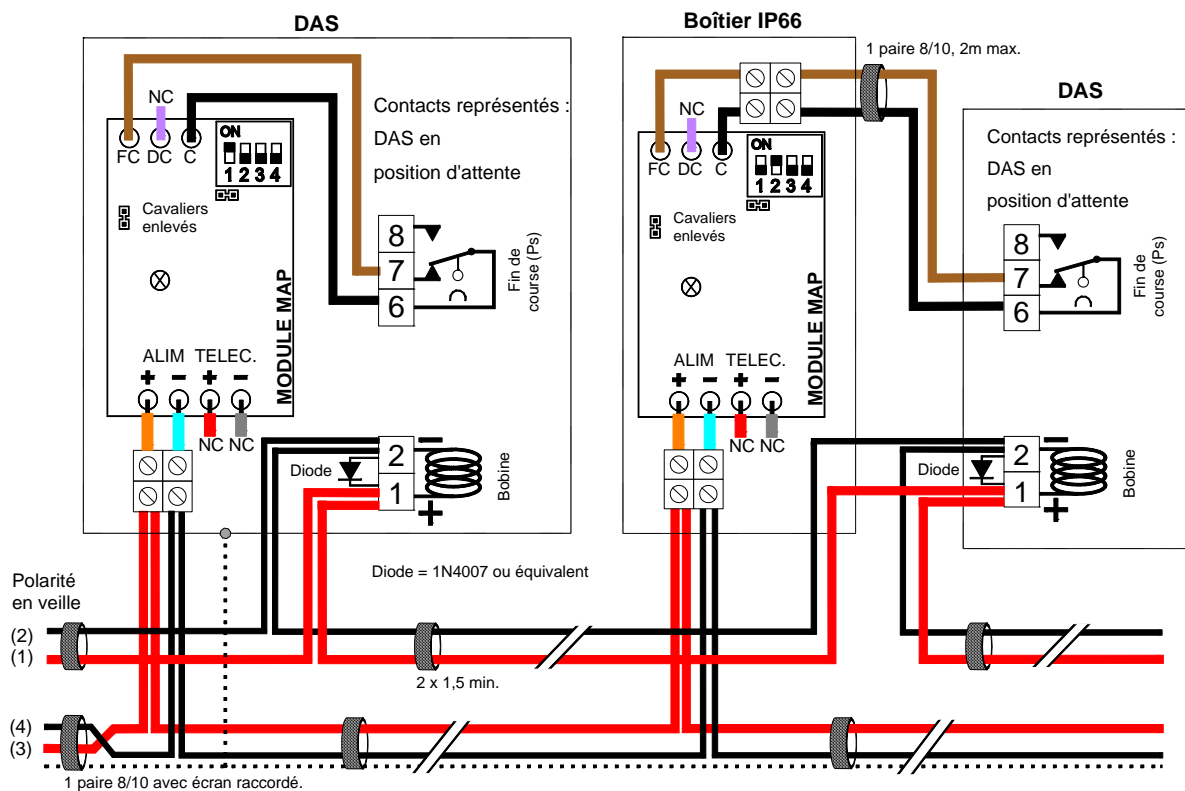 DAS
NC
FC DC C
ON
1 2 3 4
Cavaliers
enlevés
Contacts représentés :
DAS en
position d'attente
8
7
6
Fin de
course (Ps)
MODULE MAP
ALIM TELEC.
+ - + -
NC NC
Diode
2
1
-
+
Bobine
Diode = 1N4007 ou équivalent
Boîtier IP66
1 paire 8/10, 2m max.
NC
FC DC C
ON
1 2 3 4
Cavaliers
enlevés
MODULE MAP
ALIM TELEC.
+ - + -
NC NC
DAS
Contacts représentés :
DAS en
position d'attente
8
7
6
Fin de
course (Ps)
Diode
2
1
-
+
Bobine
Polarité
en veille
(2)
(1)
2 x 1,5 min.
(4)
(3)
1 paire 8/10 avec écran raccordé.